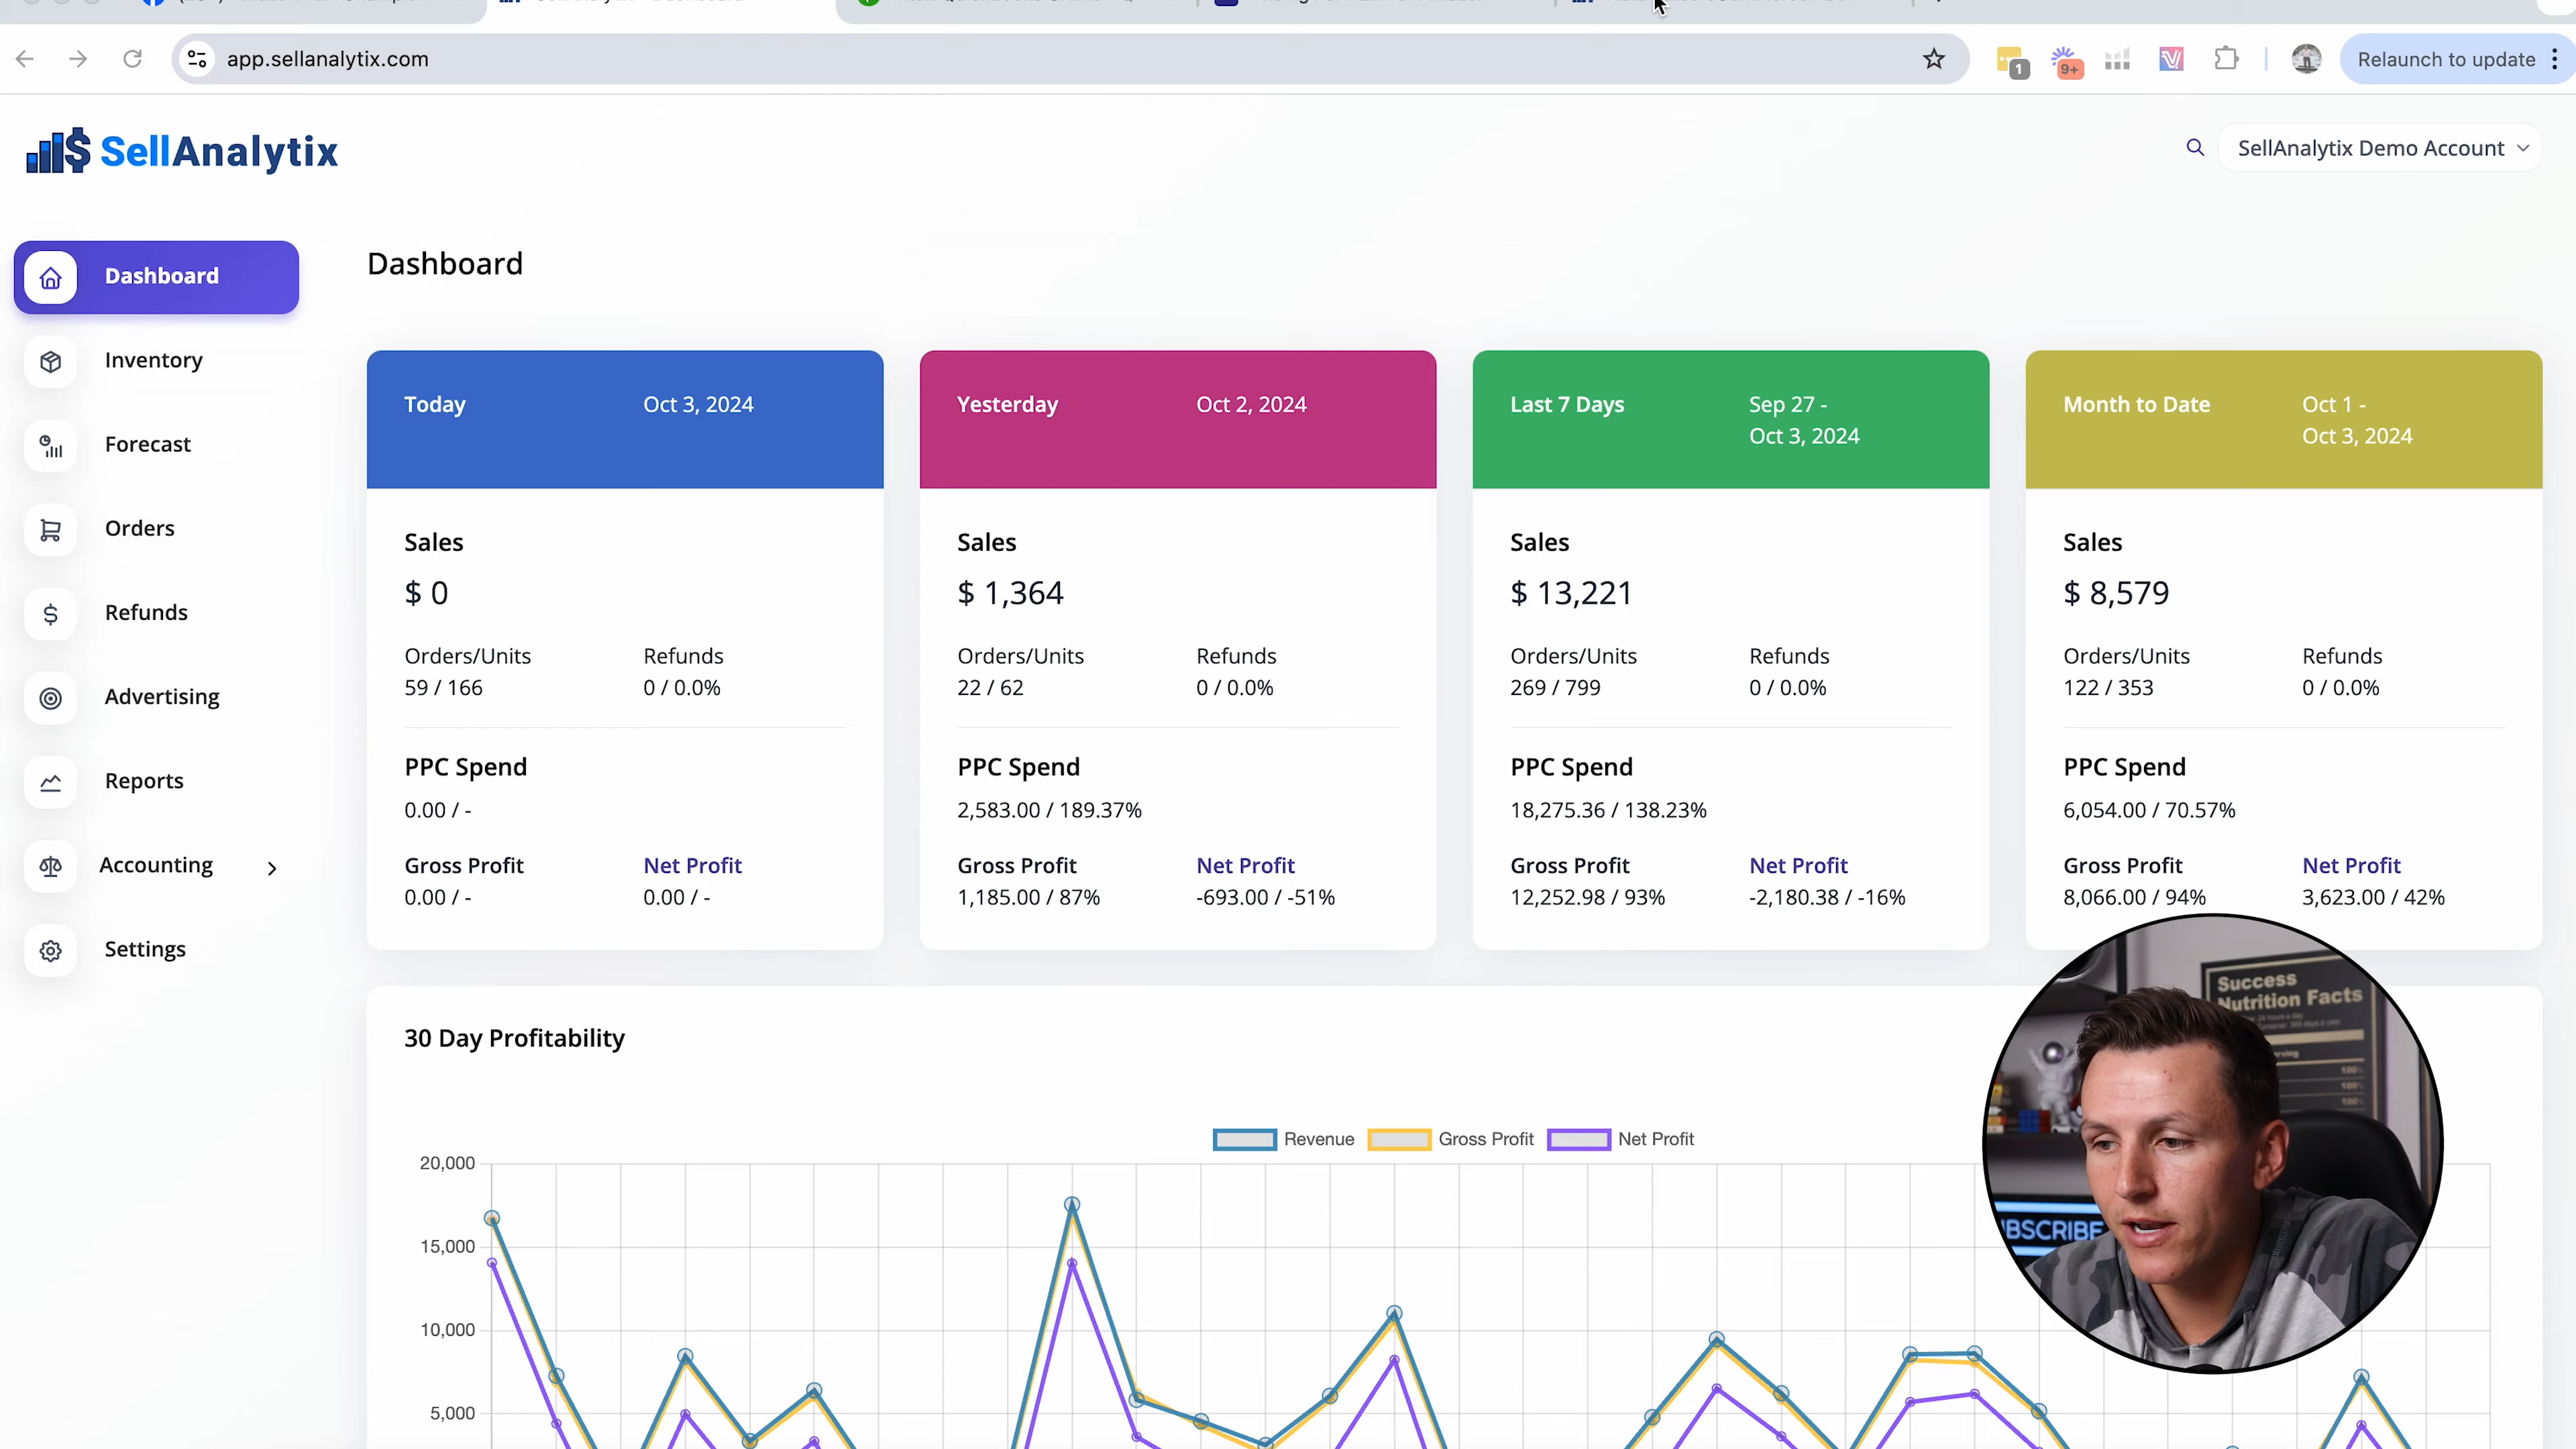 app.sellanalytix.com
1
9+
Relaunch to update
SellAnalytix
SellAnalytix Demo Account
Dashboard
Inventory
Forecast
Orders
Refunds
Advertising
Reports
Accounting
Settings
Dashboard
Today Oct 3, 2024
Sales
$ 0
Orders/Units Refunds
59 / 166 0 / 0.0%
PPC Spend
0.00 / -
Gross Profit Net Profit
0.00 / - 0.00 / -
Yesterday Oct 2, 2024
Sales
$ 1,364
Orders/Units Refunds
22 / 62 0 / 0.0%
PPC Spend
2,583.00 / 189.37%
Gross Profit Net Profit
1,185.00 / 87% -693.00 / -51%
Last 7 Days Sep 27 -
Oct 3, 2024
Sales
$ 13,221
Orders/Units Refunds
269 / 799 0 / 0.0%
PPC Spend
18,275.36 / 138.23%
Gross Profit Net Profit
12,252.98 / 93% -2,180.38 / -16%
Month to Date Oct 1 -
Oct 3, 2024
Sales
$ 8,579
Orders/Units Refunds
122 / 353 0 / 0.0%
PPC Spend
6,054.00 / 70.57%
Gross Profit Net Profit
8,066.00 / 94% 3,623.00 / 42%
30 Day Profitability
Revenue Gross Profit Net Profit
20,000
15,000
10,000
5,000
Success
Nutrition Facts
100%
100%
100%
UBSCRIBE